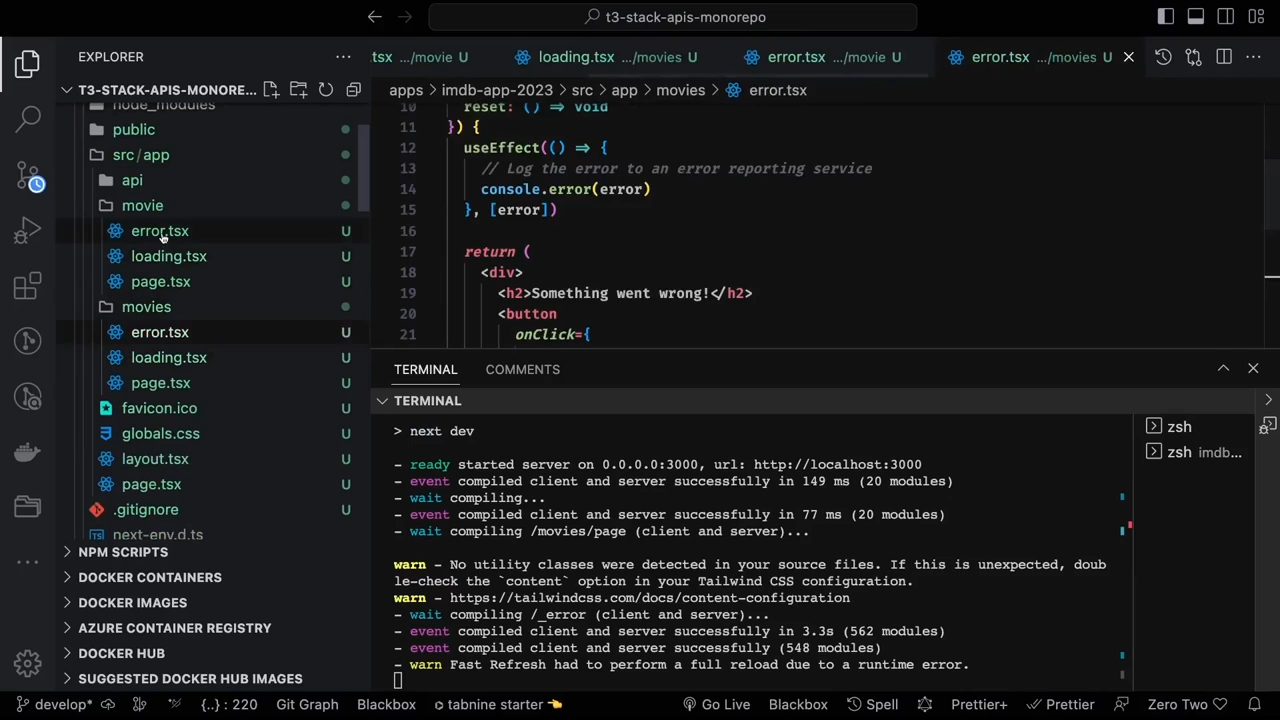 t3-stack-apis-monorepo
EXPLORER
.tsx .../movie U
loading.tsx .../movies U
error.tsx .../movie U
error.tsx .../movies U
T3-STACK-APIS-MONORE...
apps > imdb-app-2023 > src > app > movies > error.tsx
node_modules
public
src/app
api
movie
error.tsx U
loading.tsx U
page.tsx U
movies
error.tsx U
loading.tsx U
page.tsx U
favicon.ico U
globals.css U
layout.tsx U
page.tsx U
.gitignore U
next-env.d.ts
NPM SCRIPTS
DOCKER CONTAINERS
DOCKER IMAGES
AZURE CONTAINER REGISTRY
DOCKER HUB
SUGGESTED DOCKER HUB IMAGES
10 reset: () => void
11 }) {
12 useEffect(() => {
13 // Log the error to an error reporting service
14 console.error(error)
15 }, [error])
16
17 return (
18 <div>
19 <h2>Something went wrong!</h2>
20 <button
21 onClick={
TERMINAL
COMMENTS
TERMINAL
> next dev
- ready started server on 0.0.0.0:3000, url: http://localhost:3000
- event compiled client and server successfully in 149 ms (20 modules)
- wait compiling...
- event compiled client and server successfully in 77 ms (20 modules)
- wait compiling /movies/page (client and server)...
warn - No utility classes were detected in your source files. If this is unexpected, doub
le-check the `content` option in your Tailwind CSS configuration.
warn - https://tailwindcss.com/docs/content-configuration
- wait compiling /_error (client and server)...
- event compiled client and server successfully in 3.3s (562 modules)
- event compiled client and server successfully (548 modules)
- warn Fast Refresh had to perform a full reload due to a runtime error.
zsh
zsh imdb...
develop*
{..} : 220
Git Graph
Blackbox
tabnine starter
Go Live
Blackbox
Spell
Prettier+
Prettier
Zero Two